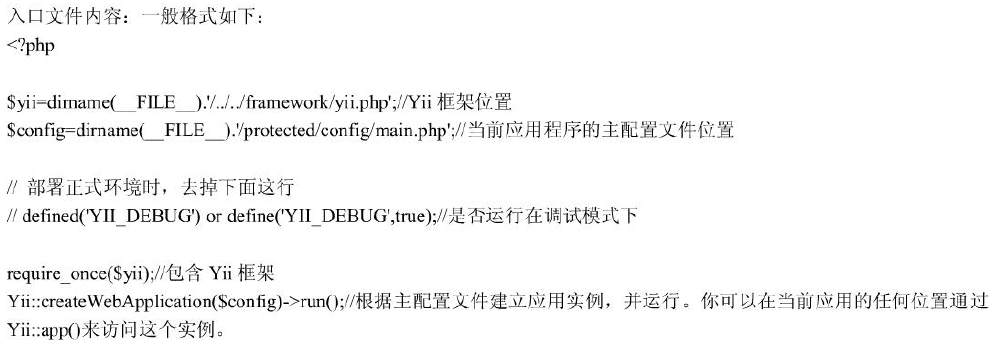 入口文件内容：一般格式如下：
<?php
$yii=dirname(__FILE__).'/../../framework/yii.php';//Yii 框架位置
$config=dirname(__FILE__).'/protected/config/main.php';//当前应用程序的主配置文件位置
// 部署正式环境时，去掉下面这行
// defined('YII_DEBUG') or define('YII_DEBUG',true);//是否运行在调试模式下
require_once($yii);//包含 Yii 框架
Yii::createWebApplication($config)->run();//根据主配置文件建立应用实例，并运行。你可以在当前应用的任何位置通过
Yii::app()来访问这个实例。